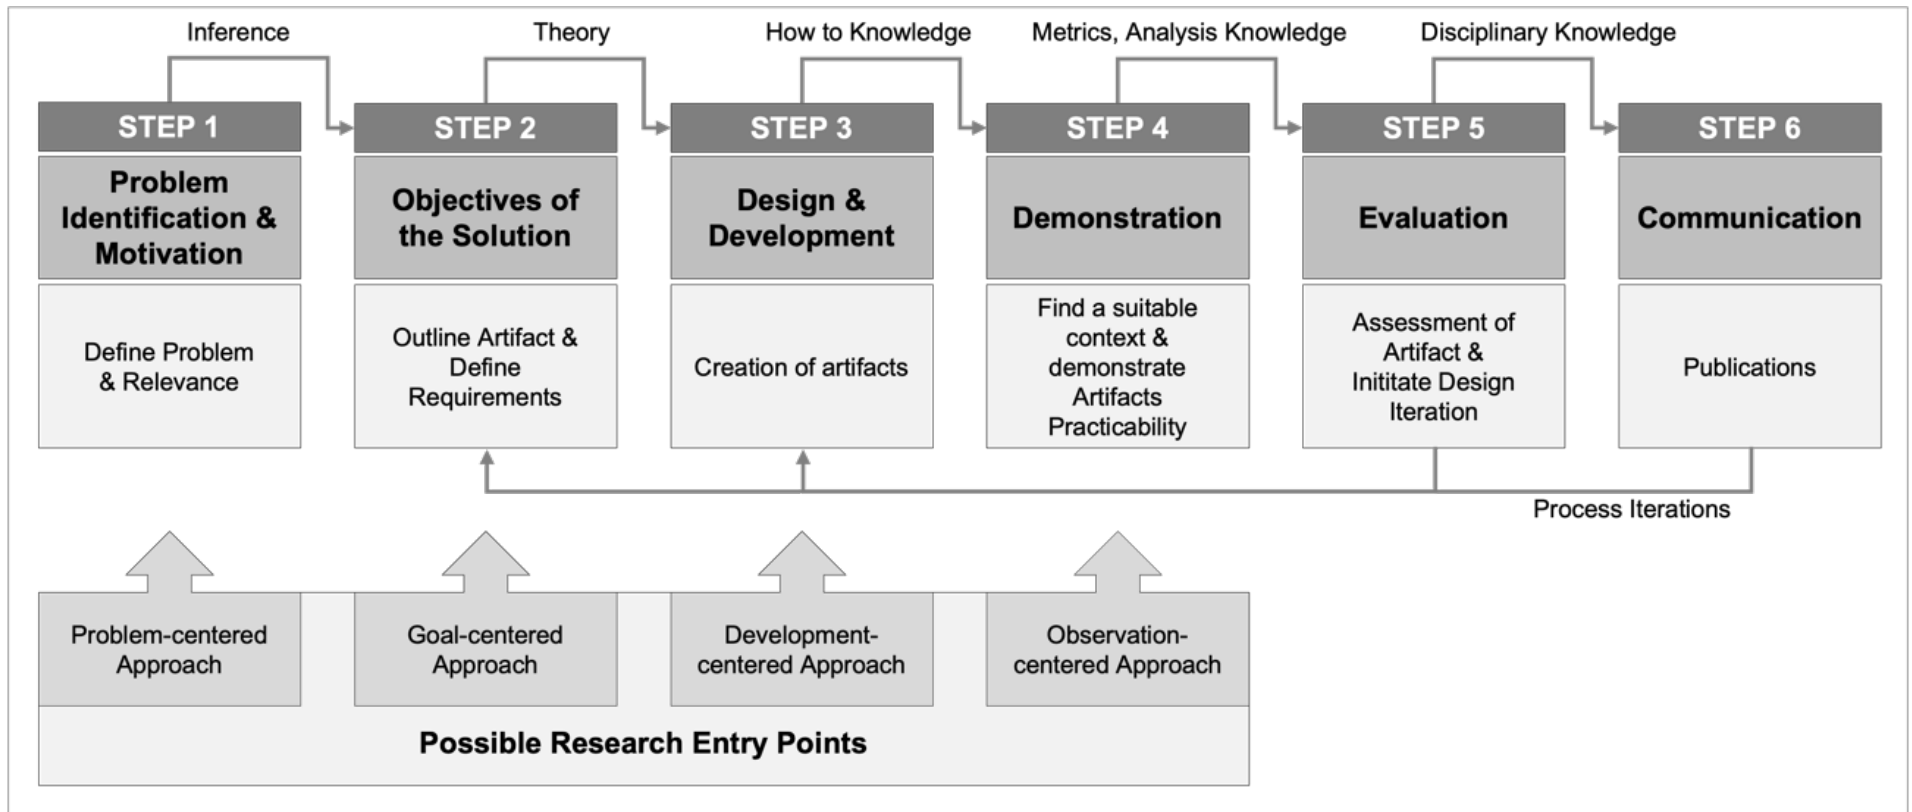 Inference
Theory
How to Knowledge
Metrics, Analysis Knowledge
Disciplinary Knowledge
STEP 1
STEP 2
STEP 3
STEP 4
STEP 5
STEP 6
Problem
Identification &
Motivation
Objectives of
the Solution
Design &
Development
Demonstration
Evaluation
Communication
Define Problem
& Relevance
Outline Artifact &
Define
Requirements
Creation of artifacts
Find a suitable
context &
demonstrate
Artifacts
Practicability
Assessment of
Artifact &
Inititate Design
Iteration
Publications
Process Iterations
Problem-centered
Approach
Goal-centered
Approach
Development-
centered Approach
Observation-
centered Approach
Possible Research Entry Points